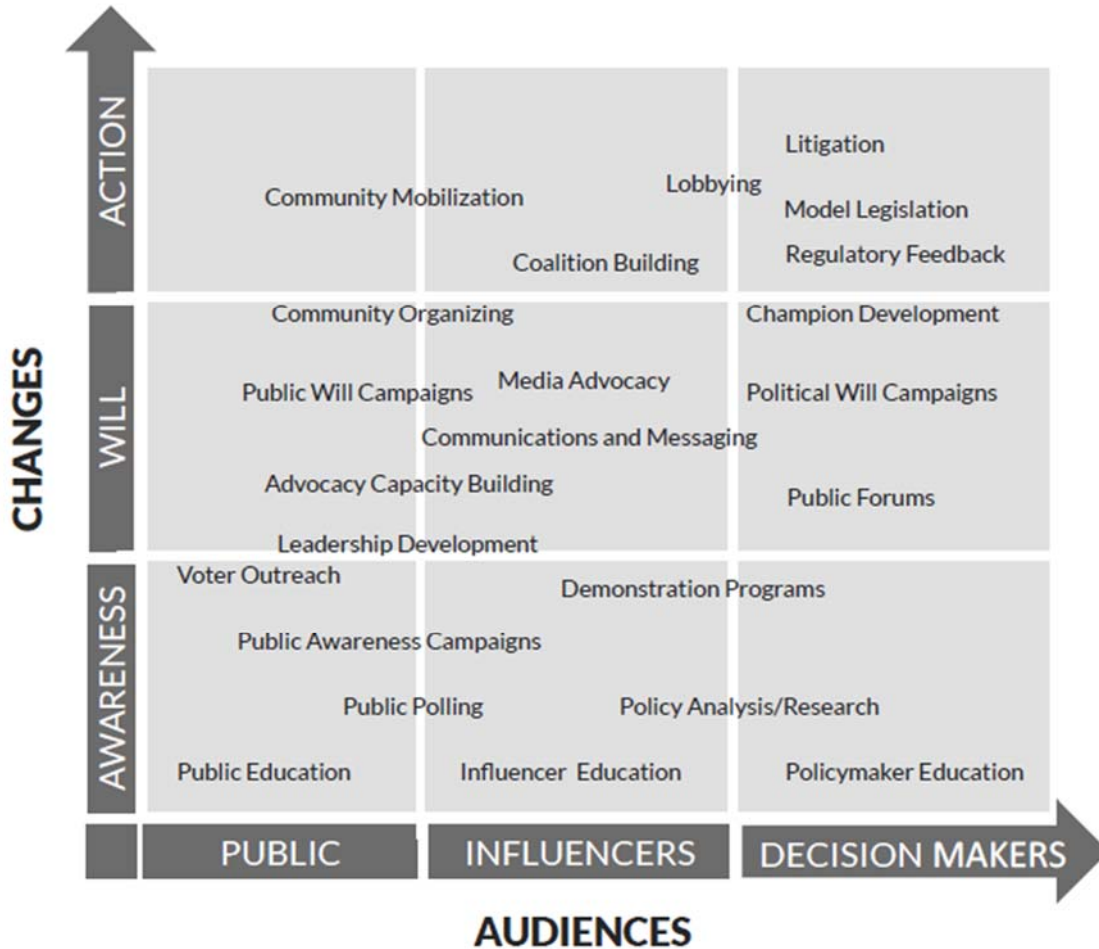 CHANGES
ACTION
Litigation
Lobbying
Community Mobilization
Model Legislation
Regulatory Feedback
Coalition Building
WILL
Community Organizing
Champion Development
Media Advocacy
Public Will Campaigns
Political Will Campaigns
Communications and Messaging
Advocacy Capacity Building
Public Forums
Leadership Development
AWARENESS
Voter Outreach
Demonstration Programs
Public Awareness Campaigns
Public Polling
Policy Analysis/Research
Public Education
Influencer Education
Policymaker Education
PUBLIC
INFLUENCERS
DECISION MAKERS
AUDIENCES